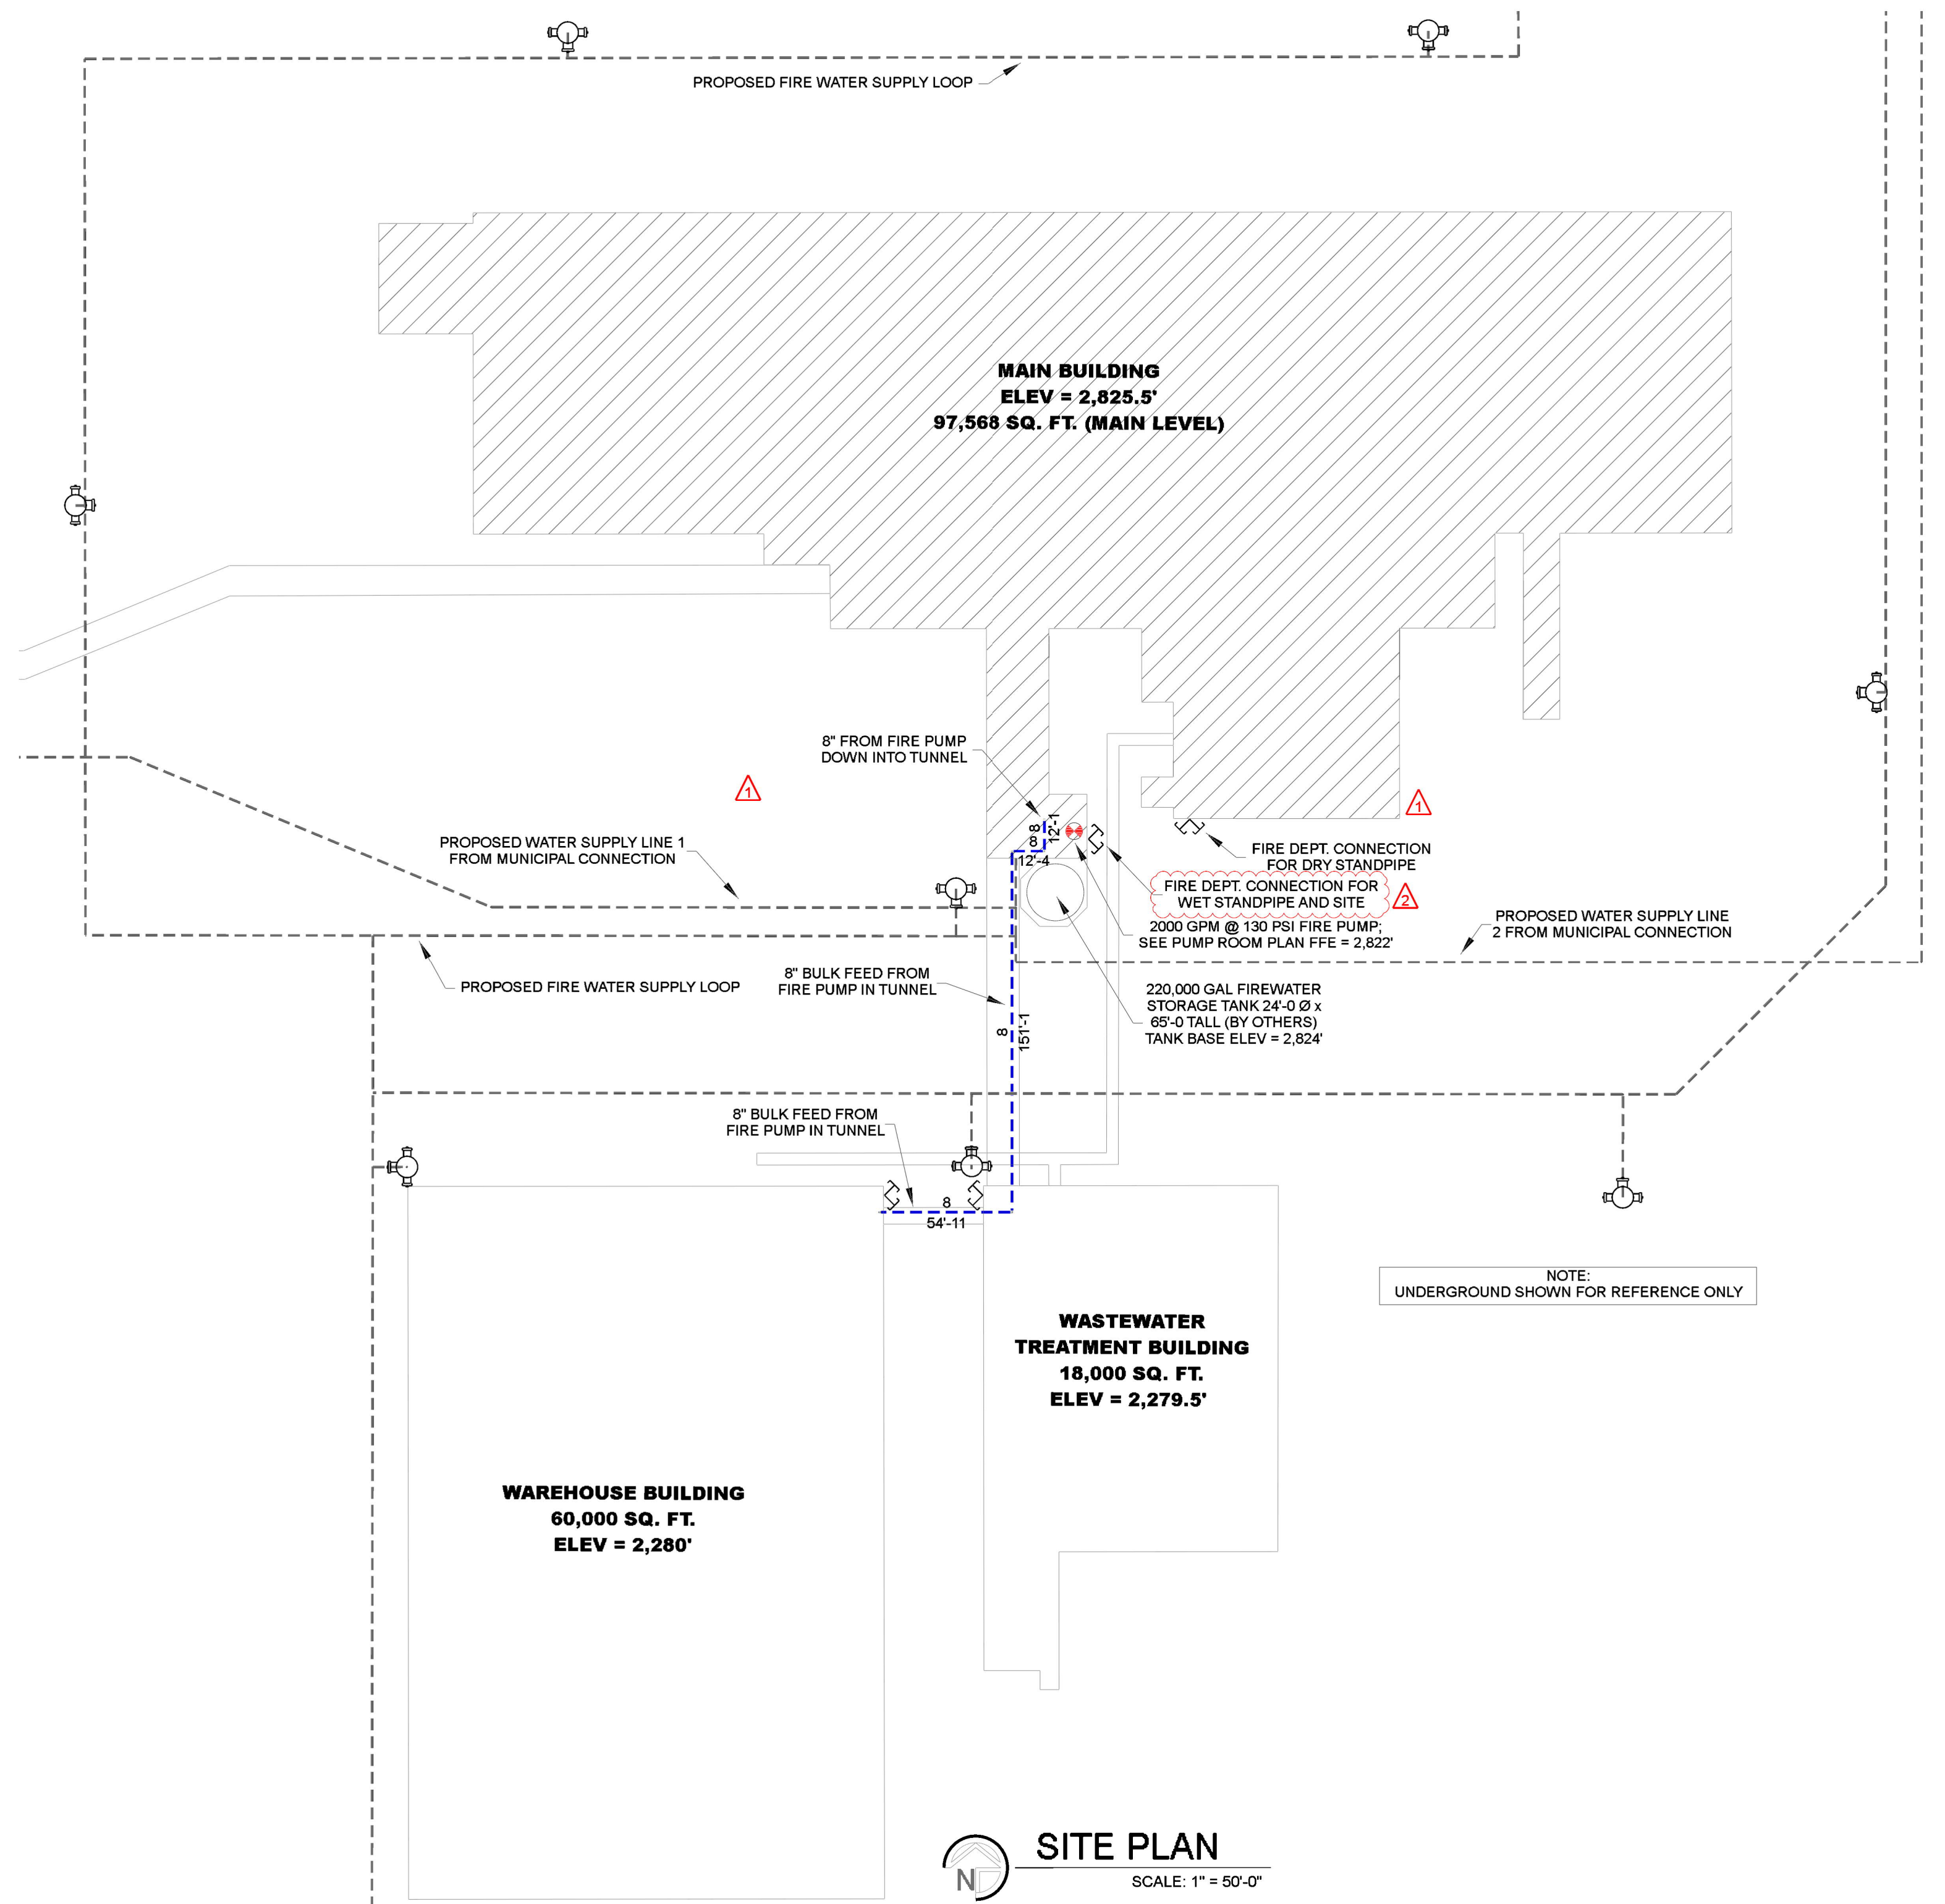 PROPOSED FIRE WATER SUPPLY LOOP
MAIN BUILDING
ELEV = 2,825.5'
97,568 SQ. FT. (MAIN LEVEL)
8" FROM FIRE PUMP
DOWN INTO TUNNEL
1
1
8
12'-1
8
12'-4
PROPOSED WATER SUPPLY LINE 1
FROM MUNICIPAL CONNECTION
FIRE DEPT. CONNECTION
FOR DRY STANDPIPE
FIRE DEPT. CONNECTION FOR
WET STANDPIPE AND SITE
2
2000 GPM @ 130 PSI FIRE PUMP;
SEE PUMP ROOM PLAN FFE = 2,822'
PROPOSED WATER SUPPLY LINE
2 FROM MUNICIPAL CONNECTION
8" BULK FEED FROM
FIRE PUMP IN TUNNEL
PROPOSED FIRE WATER SUPPLY LOOP
220,000 GAL FIREWATER
STORAGE TANK 24'-0 Ø x
65'-0 TALL (BY OTHERS)
TANK BASE ELEV = 2,824'
8
151'-1
8" BULK FEED FROM
FIRE PUMP IN TUNNEL
8
54'-11
NOTE:
UNDERGROUND SHOWN FOR REFERENCE ONLY
WASTEWATER
TREATMENT BUILDING
18,000 SQ. FT.
ELEV = 2,279.5'
WAREHOUSE BUILDING
60,000 SQ. FT.
ELEV = 2,280'
N
SITE PLAN
SCALE: 1" = 50'-0"